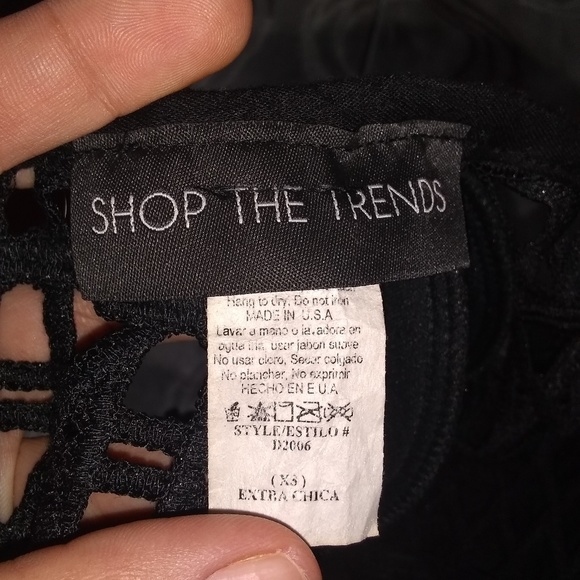 SHOP THE TRENDS
Hang to dry. Do not iron
MADE IN U.S.A
Lavar a mano o lavadora en
agua fria, usar jabon suave
No usar cloro, Secar colgado
No planchar, No exprimir
HECHO EN E.U.A
STYLE/ESTILO #
D2006
(XS)
EXTRA CHICA